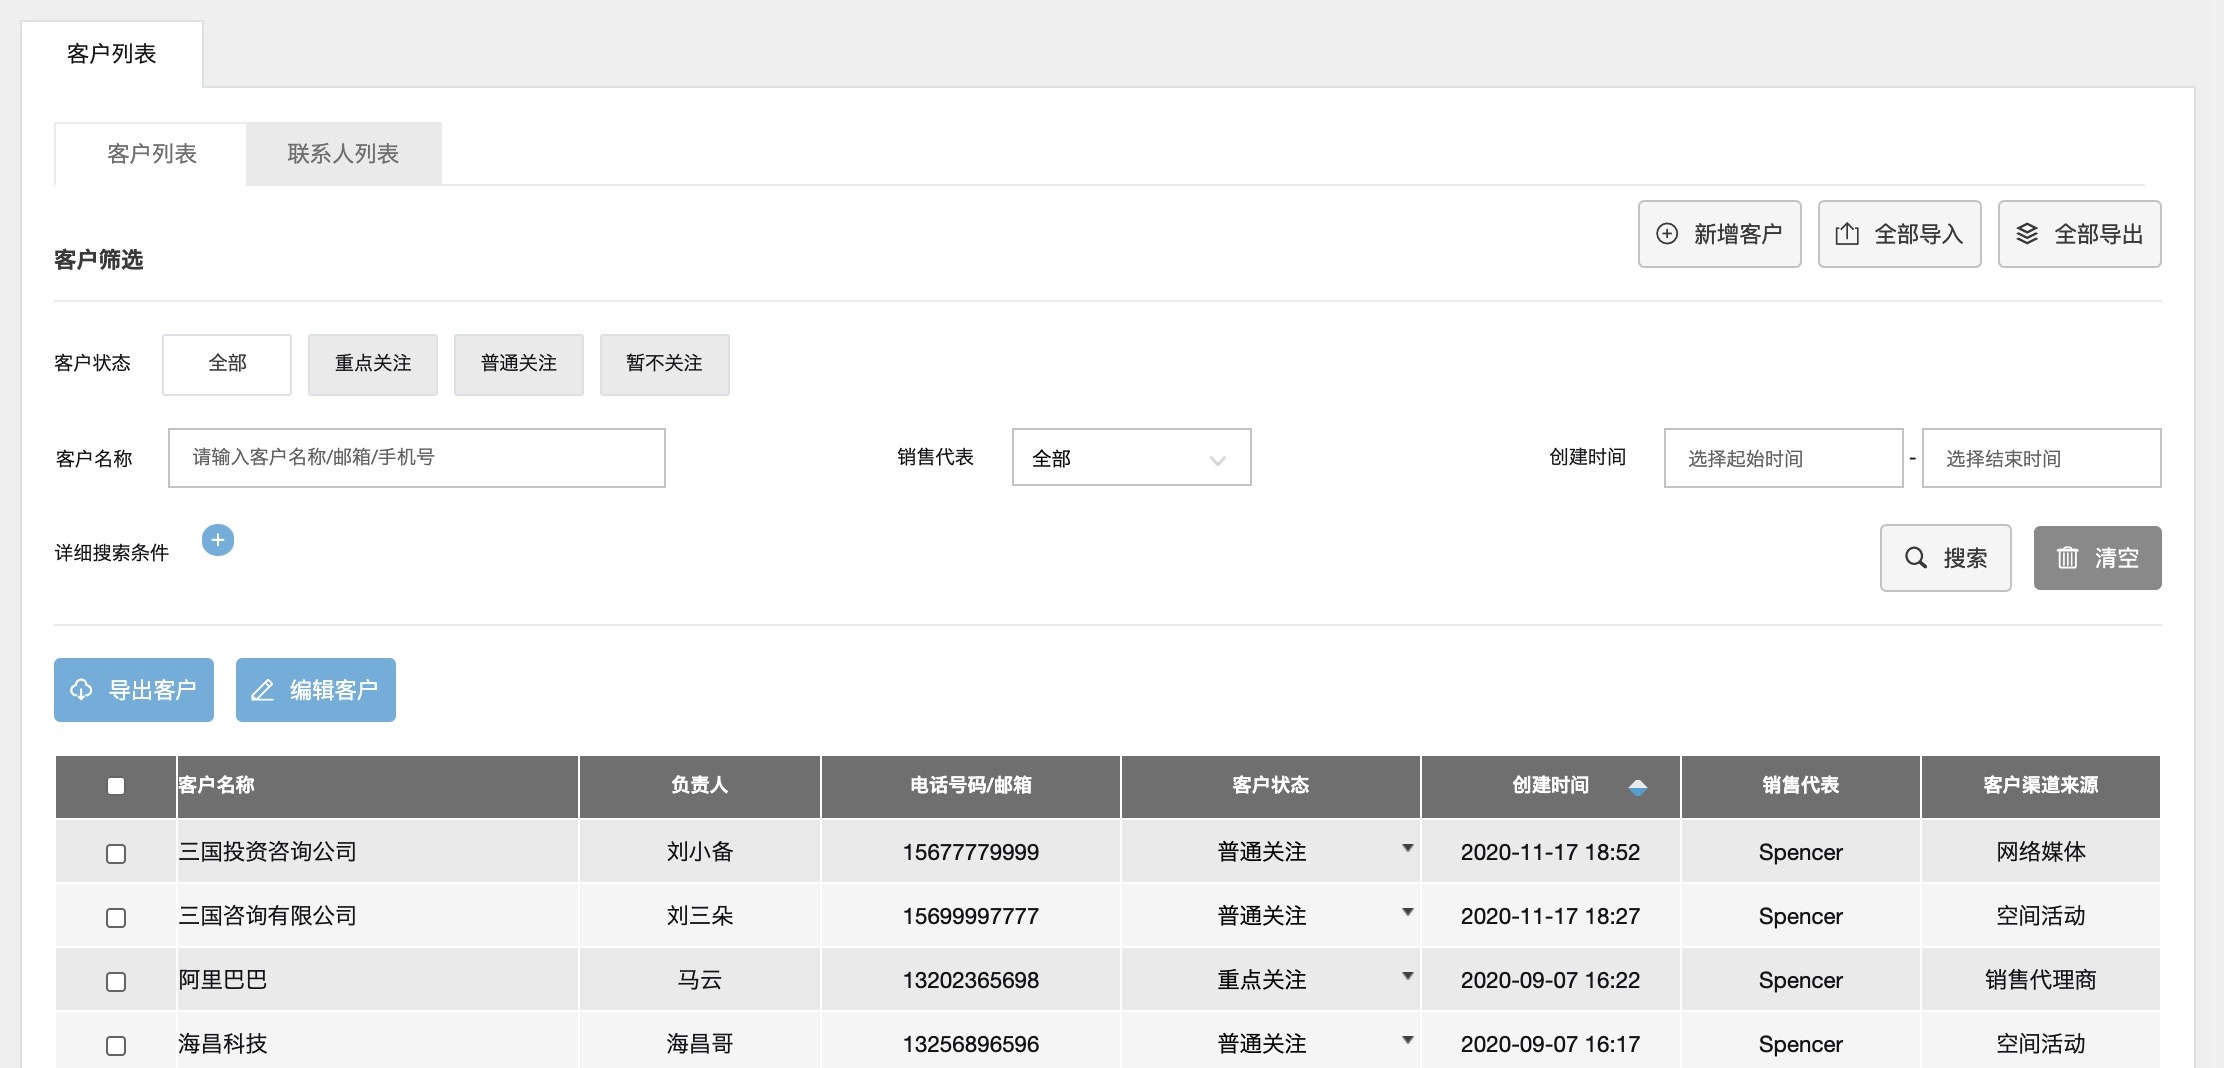 客户列表
客户列表 联系人列表
新增客户 全部导入 全部导出
客户筛选
客户状态 全部 重点关注 普通关注 暂不关注
客户名称 请输入客户名称/邮箱/手机号 销售代表 全部 创建时间 选择起始时间 - 选择结束时间
详细搜索条件 搜索 清空
导出客户 编辑客户
客户名称 负责人 电话号码/邮箱 客户状态 创建时间 销售代表 客户渠道来源
三国投资咨询公司 刘小备 15677779999 普通关注 2020-11-17 18:52 Spencer 网络媒体
三国咨询有限公司 刘三朵 15699997777 普通关注 2020-11-17 18:27 Spencer 空间活动
阿里巴巴 马云 13202365698 重点关注 2020-09-07 16:22 Spencer 销售代理商
海昌科技 海昌哥 13256896596 普通关注 2020-09-07 16:17 Spencer 空间活动